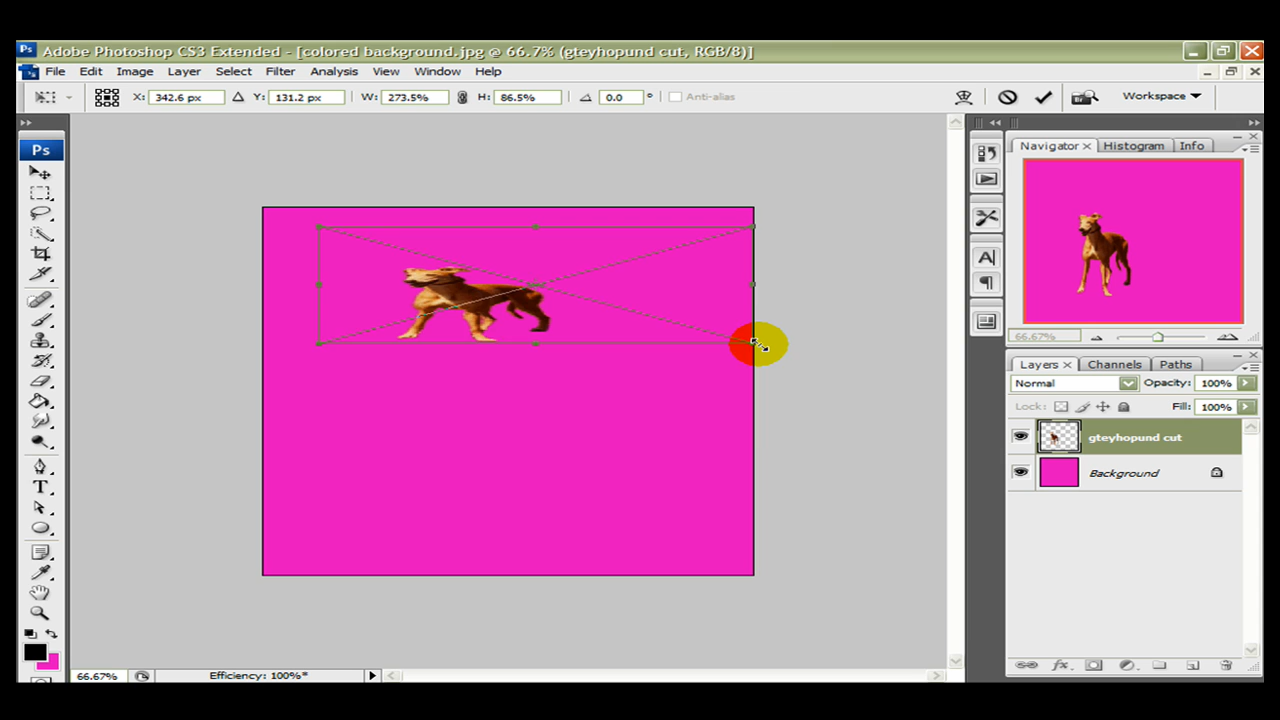 Ps Adobe Photoshop CS3 Extended - [colored background.jpg @ 66.7% (gteyhopund cut, RGB/8)]
File Edit Image Layer Select Filter Analysis View Window Help
X: 342.6 px Y: 131.2 px W: 273.5% H: 86.5% 0.0 ° Anti-alias Workspace
Ps
Navigator Histogram Info
66.67%
Layers Channels Paths
Normal Opacity: 100%
Lock: Fill: 100%
gteyhopund cut
Background
T
A
66.67% Efficiency: 100%*